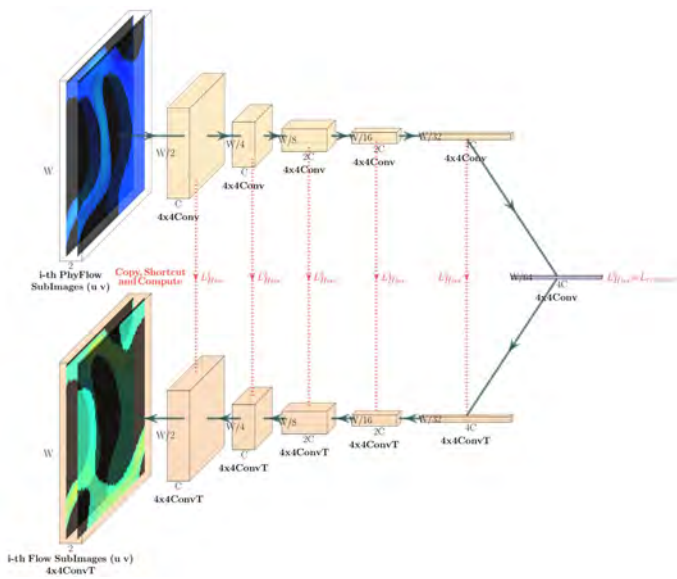 W
2
i-th PhyFlow
SubImages (u v)
W/2
C
4x4Conv
W/4
C
4x4Conv
W/8
2C
4x4Conv
W/16
2C
4x4Conv
W/32
4x4Conv
W/64
4C
4x4Conv
Copy, Shortcut
and Compute
W
2
i-th Flow SubImages (u v)
4x4ConvT
W/2
C
4x4ConvT
W/4
C
4x4ConvT
W/8
2C
4x4ConvT
W/16
2C
4x4ConvT
W/32
4C
4x4ConvT